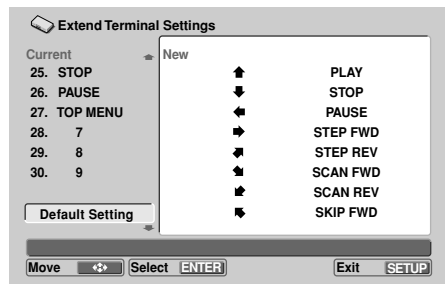 Extend Terminal Settings
Current New
25. STOP PLAY
26. PAUSE STOP
27. TOP MENU PAUSE
28. 7 STEP FWD
29. 8 STEP REV
30. 9 SCAN FWD
SCAN REV
Default Setting SKIP FWD
Move Select ENTER Exit SETUP